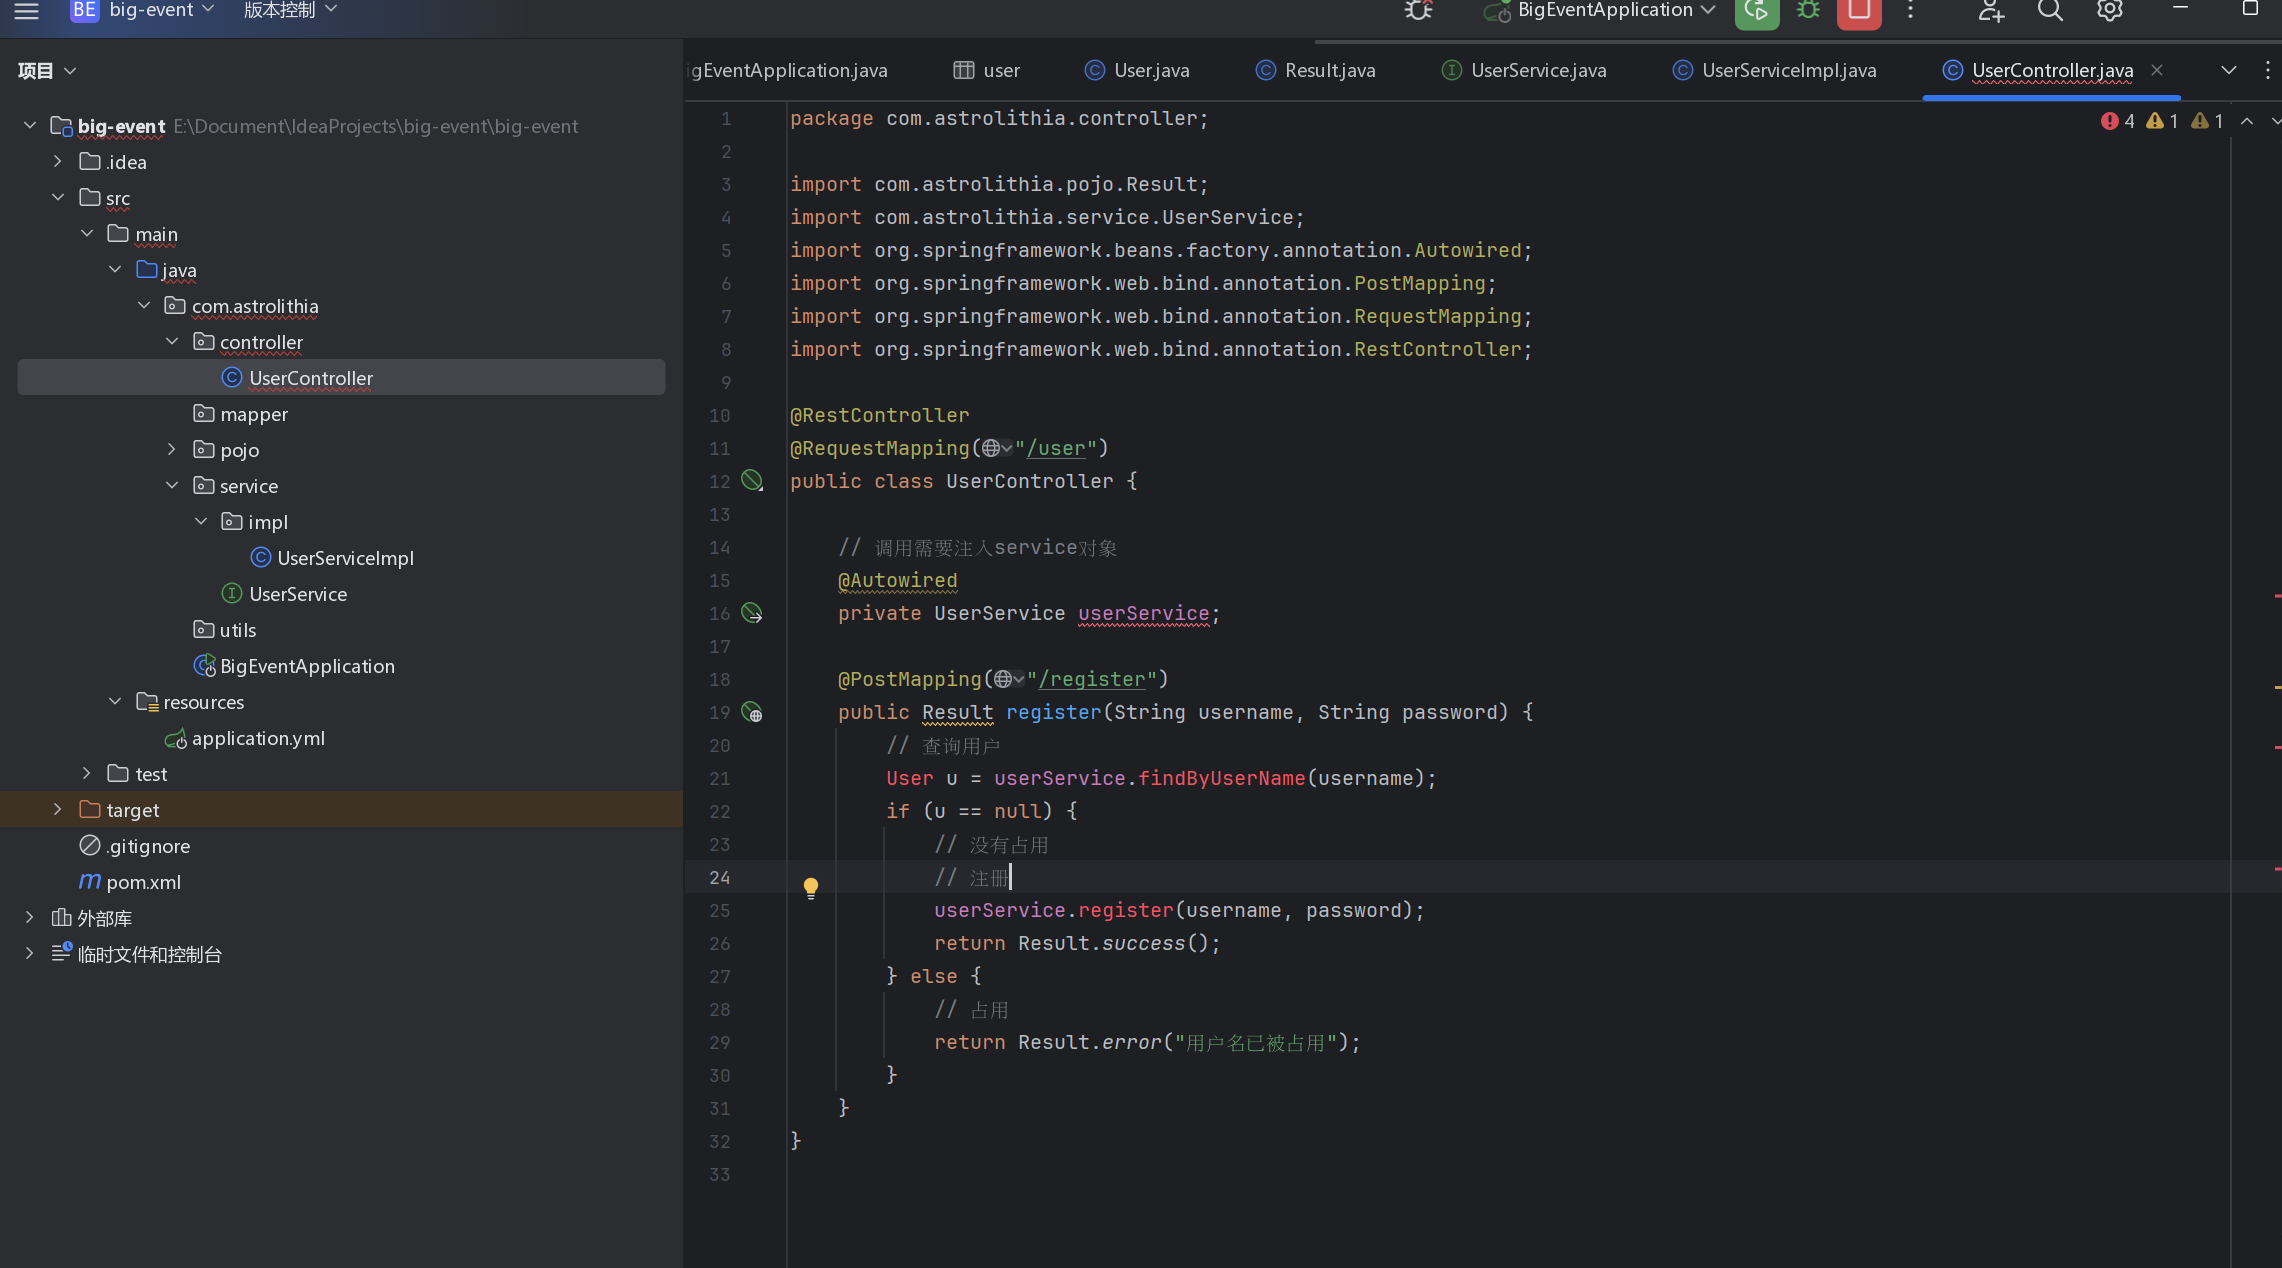 BE big-event 版本控制 BigEventApplication
项目
big-event E:\Document\IdeaProjects\big-event\big-event
.idea
src
main
java
com.astrolithia
controller
UserController
mapper
pojo
service
impl
UserServiceImpl
UserService
utils
BigEventApplication
resources
application.yml
test
target
.gitignore
pom.xml
外部库
临时文件和控制台
igEventApplication.java user User.java Result.java UserService.java UserServiceImpl.java UserController.java
4 1 1
1 package com.astrolithia.controller;
2
3 import com.astrolithia.pojo.Result;
4 import com.astrolithia.service.UserService;
5 import org.springframework.beans.factory.annotation.Autowired;
6 import org.springframework.web.bind.annotation.PostMapping;
7 import org.springframework.web.bind.annotation.RequestMapping;
8 import org.springframework.web.bind.annotation.RestController;
9
10 @RestController
11 @RequestMapping("/user")
12 public class UserController {
13
14 // 调用需要注入service对象
15 @Autowired
16 private UserService userService;
17
18 @PostMapping("/register")
19 public Result register(String username, String password) {
20 // 查询用户
21 User u = userService.findByUserName(username);
22 if (u == null) {
23 // 没有占用
24 // 注册
25 userService.register(username, password);
26 return Result.success();
27 } else {
28 // 占用
29 return Result.error("用户名已被占用");
30 }
31 }
32 }
33